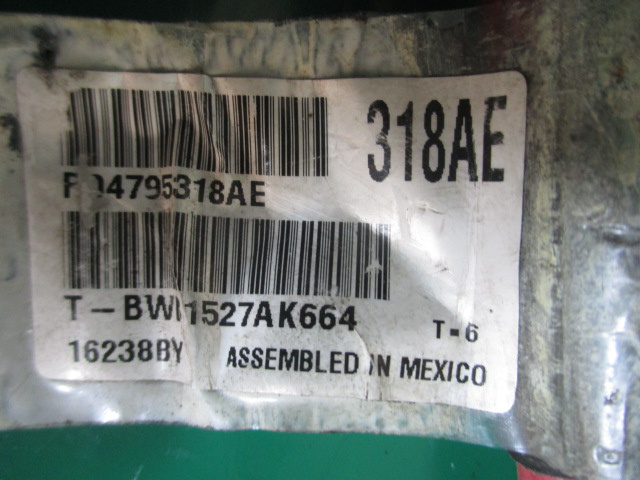 318AE
P04795318AE
T-BWI1527AK664
T-6
16238BY ASSEMBLED IN MEXICO